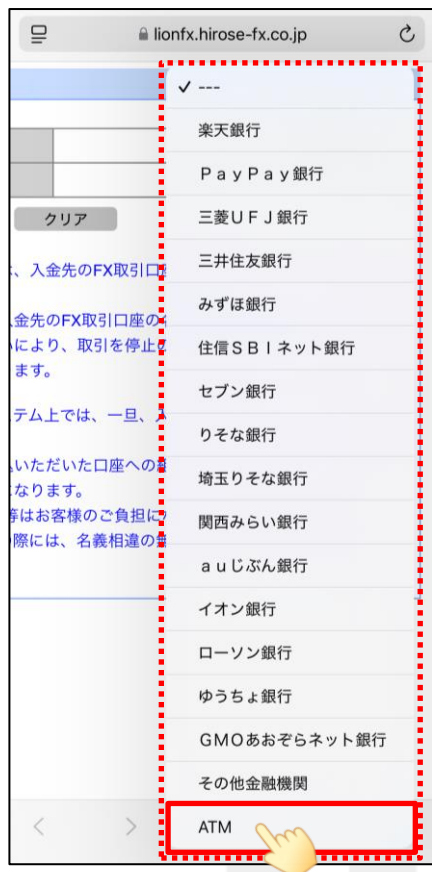 lionfx.hirose-fx.co.jp
✓ ---
楽天銀行
ＰａｙＰａｙ銀行
クリア
三菱ＵＦＪ銀行
三井住友銀行
、入金先のFX取引口
みずほ銀行
金先のFX取引口座の
により、取引を停止
住信ＳＢＩネット銀行
ます。
セブン銀行
テム上では、一旦、
りそな銀行
いただいた口座への
埼玉りそな銀行
なります。
等はお客様のご負担に
関西みらい銀行
際には、名義相違の
ａｕじぶん銀行
イオン銀行
ローソン銀行
ゆうちょ銀行
GMOあおぞらネット銀行
その他金融機関
ATM